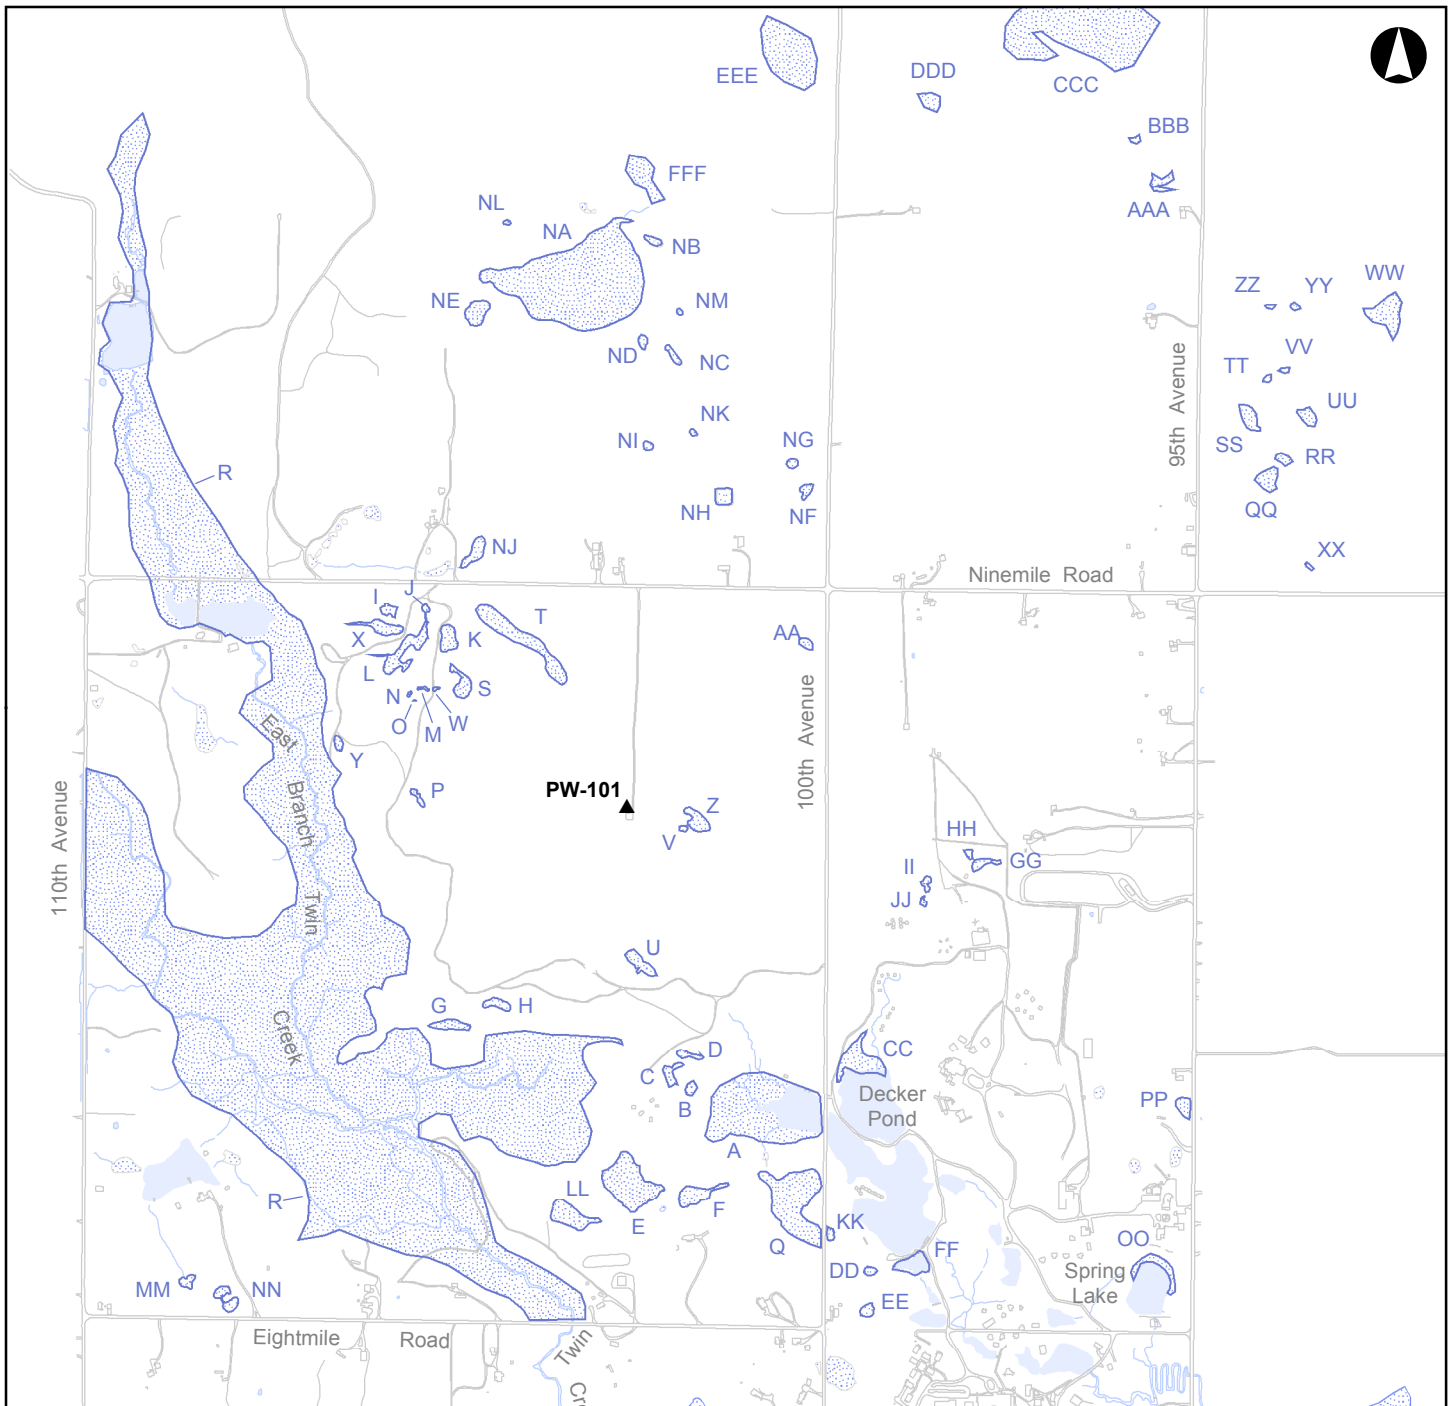 EEE
DDD
CCC
BBB
FFF
AAA
NL
NA
NB
NE
NM
ND
NC
ZZ
YY
WW
95th Avenue
TT
VV
UU
NK
NI
NG
SS
RR
R
NH
NF
QQ
NJ
XX
Ninemile Road
I
J
X
K
T
AA
L
S
N
O
M
W
East Branch Twin Creek
Y
100th Avenue
110th Avenue
P
PW-101
Z
V
HH
GG
II
JJ
U
G
H
D
C
B
CC
Decker
Pond
PP
A
R
LL
E
F
Q
KK
FF
OO
DD
Spring
Lake
MM
NN
EE
Eightmile Road
Twin
Cr